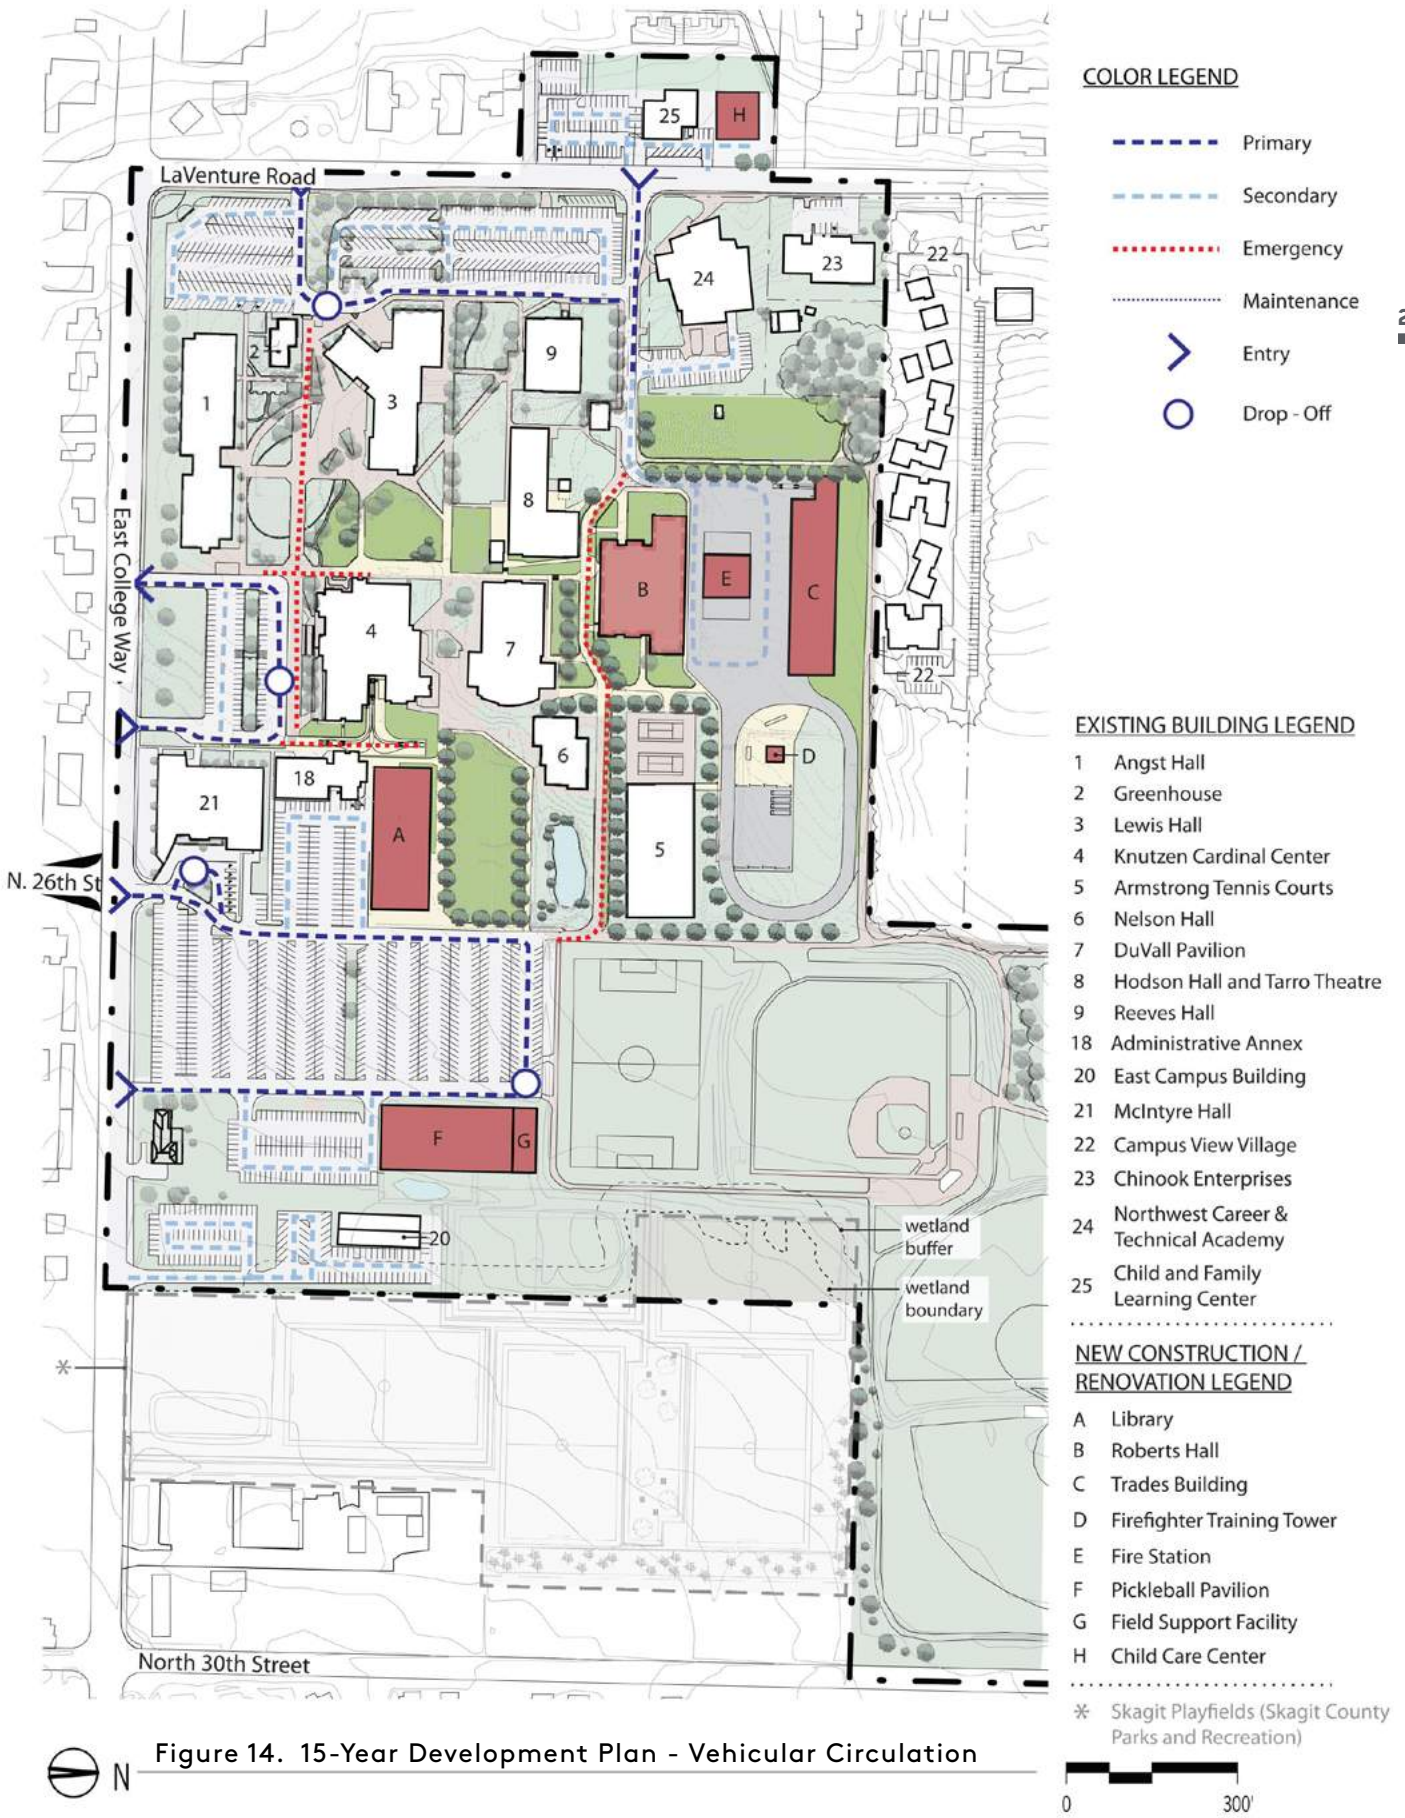 COLOR LEGEND
Primary
Secondary
Emergency
Maintenance
Entry
Drop - Off
25
H
LaVenture Road
24
23
22
2
1
3
9
8
East College Way
B
E
C
4
7
22
6
D
18
21
A
5
N. 26th St
F
G
20
wetland
buffer
wetland
boundary
*
North 30th Street
EXISTING BUILDING LEGEND
1 Angst Hall
2 Greenhouse
3 Lewis Hall
4 Knutzen Cardinal Center
5 Armstrong Tennis Courts
6 Nelson Hall
7 DuVall Pavilion
8 Hodson Hall and Tarro Theatre
9 Reeves Hall
18 Administrative Annex
20 East Campus Building
21 McIntyre Hall
22 Campus View Village
23 Chinook Enterprises
24 Northwest Career &
Technical Academy
25 Child and Family
Learning Center
NEW CONSTRUCTION /
RENOVATION LEGEND
A Library
B Roberts Hall
C Trades Building
D Firefighter Training Tower
E Fire Station
F Pickleball Pavilion
G Field Support Facility
H Child Care Center
* Skagit Playfields (Skagit County
Parks and Recreation)
N
Figure 14. 15-Year Development Plan - Vehicular Circulation
0 300'